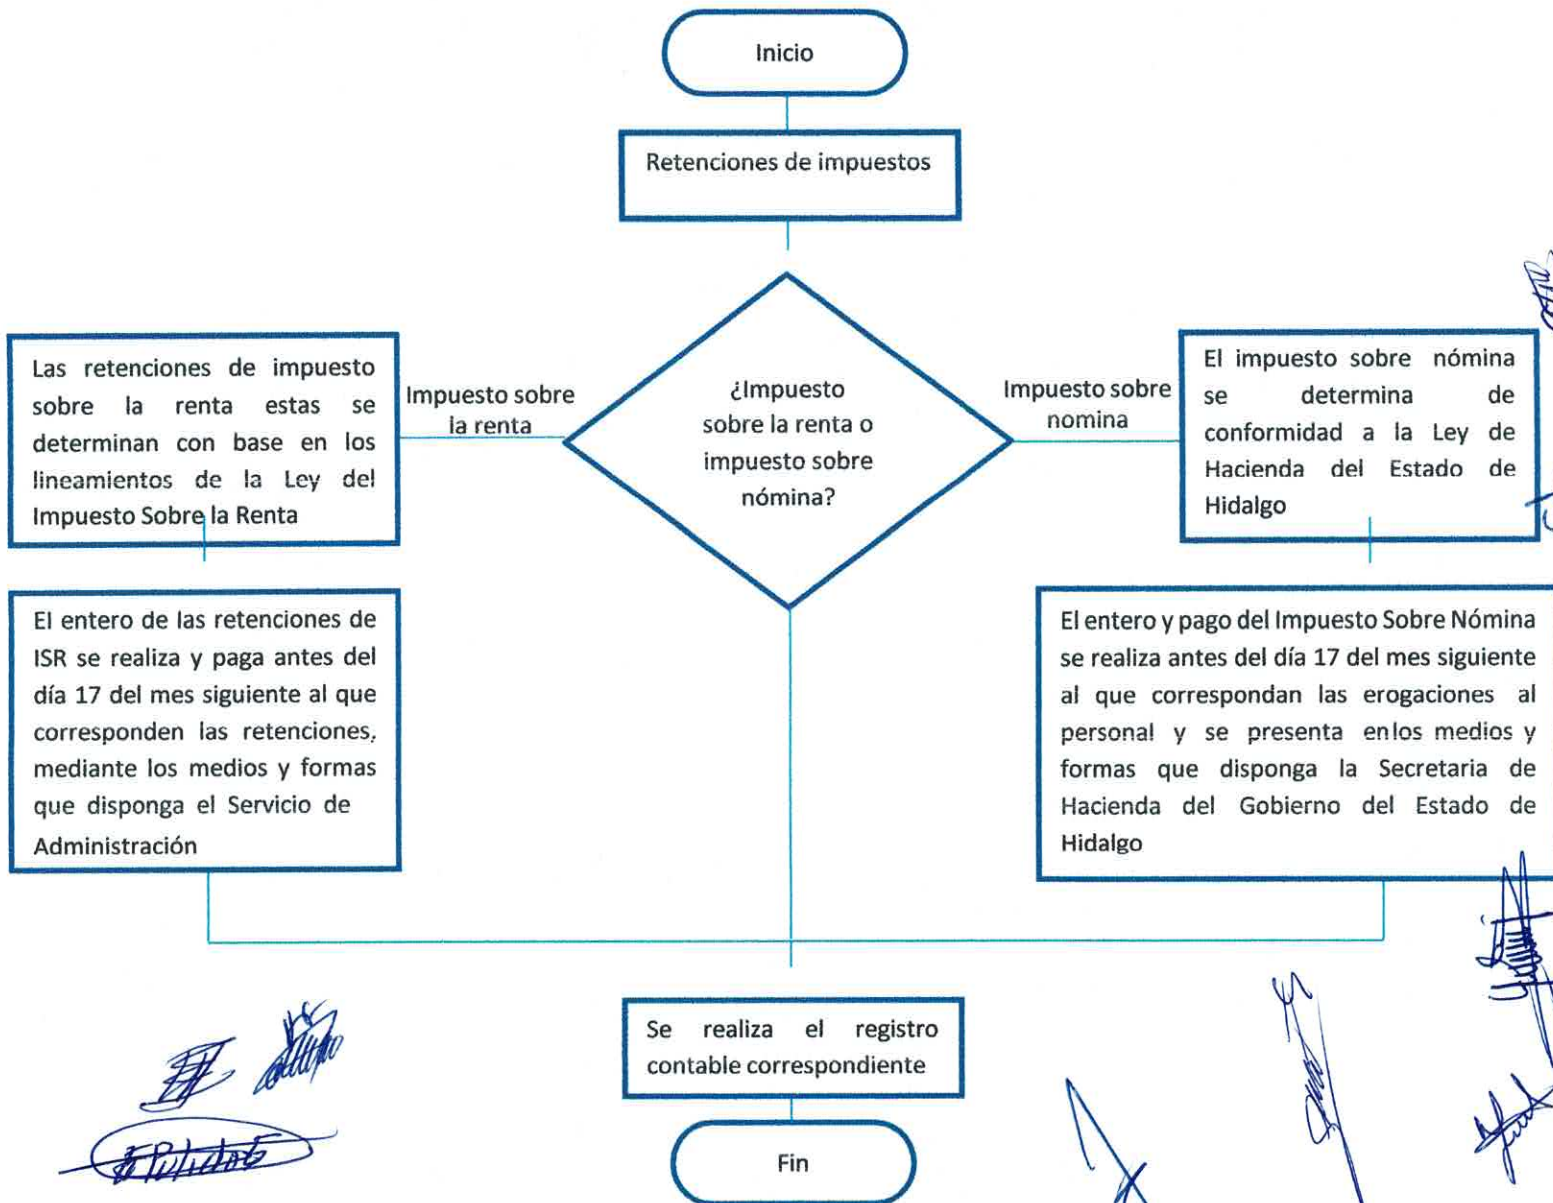 Inicio
Retenciones de impuestos
Las retenciones de impuesto
sobre la renta estas se
determinan con base en los
lineamientos de la Ley del
Impuesto Sobre la Renta
Impuesto sobre
la renta
¿Impuesto
sobre la renta o
impuesto sobre
nómina?
Impuesto sobre
nomina
El impuesto sobre nómina
se determina de
conformidad a la Ley de
Hacienda del Estado de
Hidalgo
El entero de las retenciones de
ISR se realiza y paga antes del
día 17 del mes siguiente al que
corresponden las retenciones,
mediante los medios y formas
que disponga el Servicio de
Administración
El entero y pago del Impuesto Sobre Nómina
se realiza antes del día 17 del mes siguiente
al que correspondan las erogaciones al
personal y se presenta enlos medios y
formas que disponga la Secretaria de
Hacienda del Gobierno del Estado de
Hidalgo
Se realiza el registro
contable correspondiente
Fin